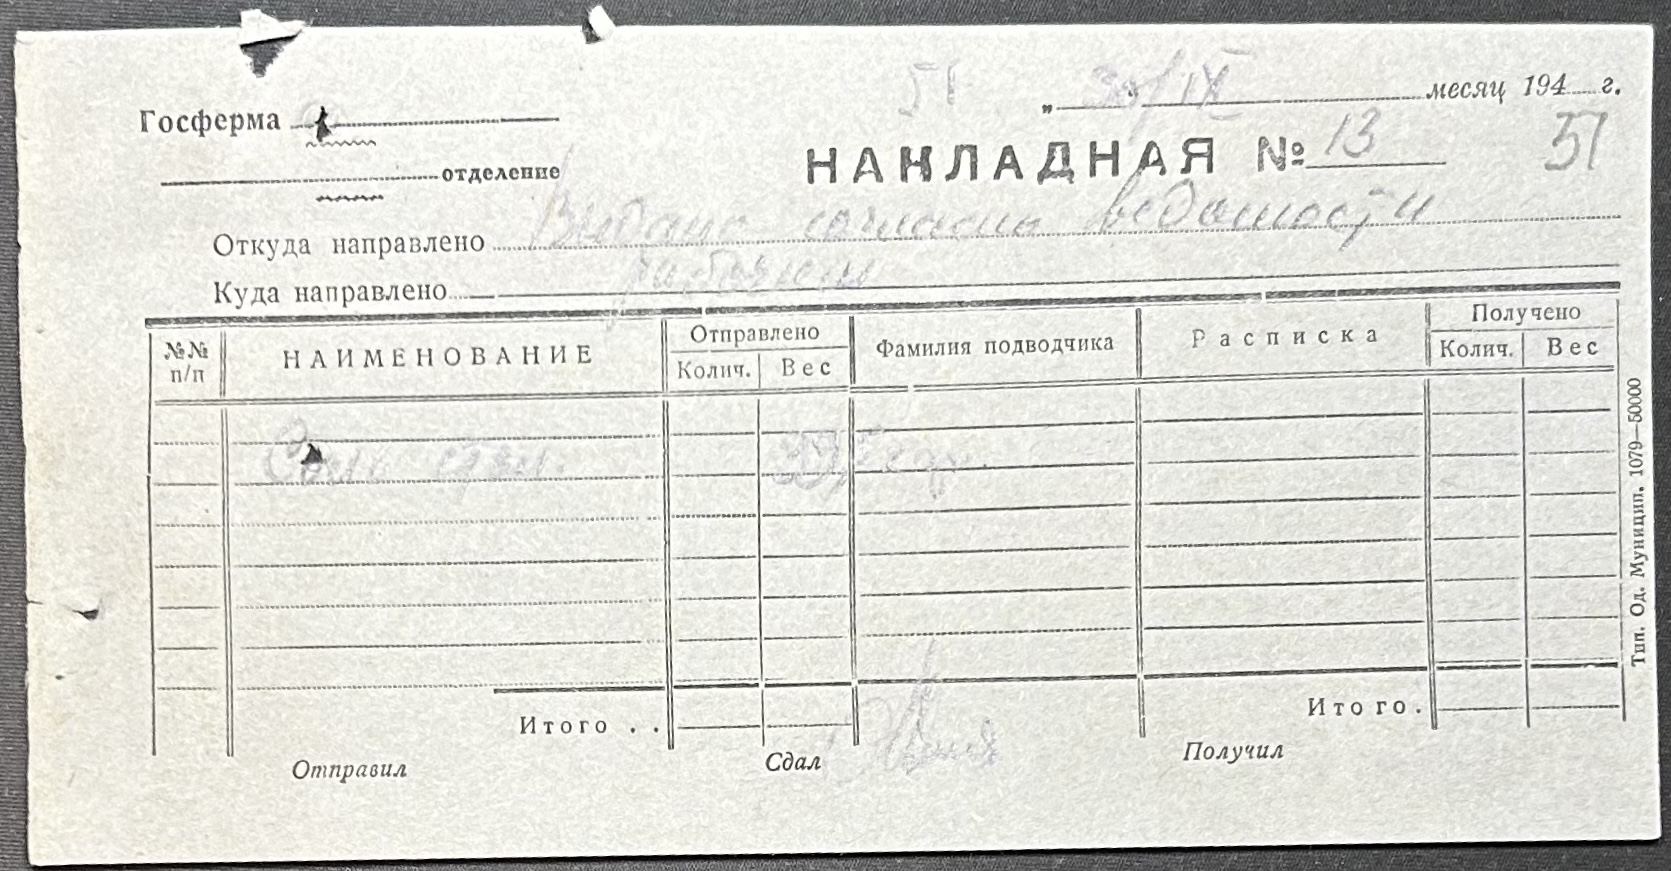 51 „ 30/IX месяц 194 г.
Госферма
НАКЛАДНАЯ № 13 51
отделение
Откуда направлено Выдано согласно ведомости
Куда направлено рабочим
№№ п/п НАИМЕНОВАНИЕ Отправлено Колич. Вес Фамилия подводчика Расписка Получено Колич. Вес
Итого . . Итого.
Отправил Сдал Получил
Тип. Од. Муницип. 1079—50000